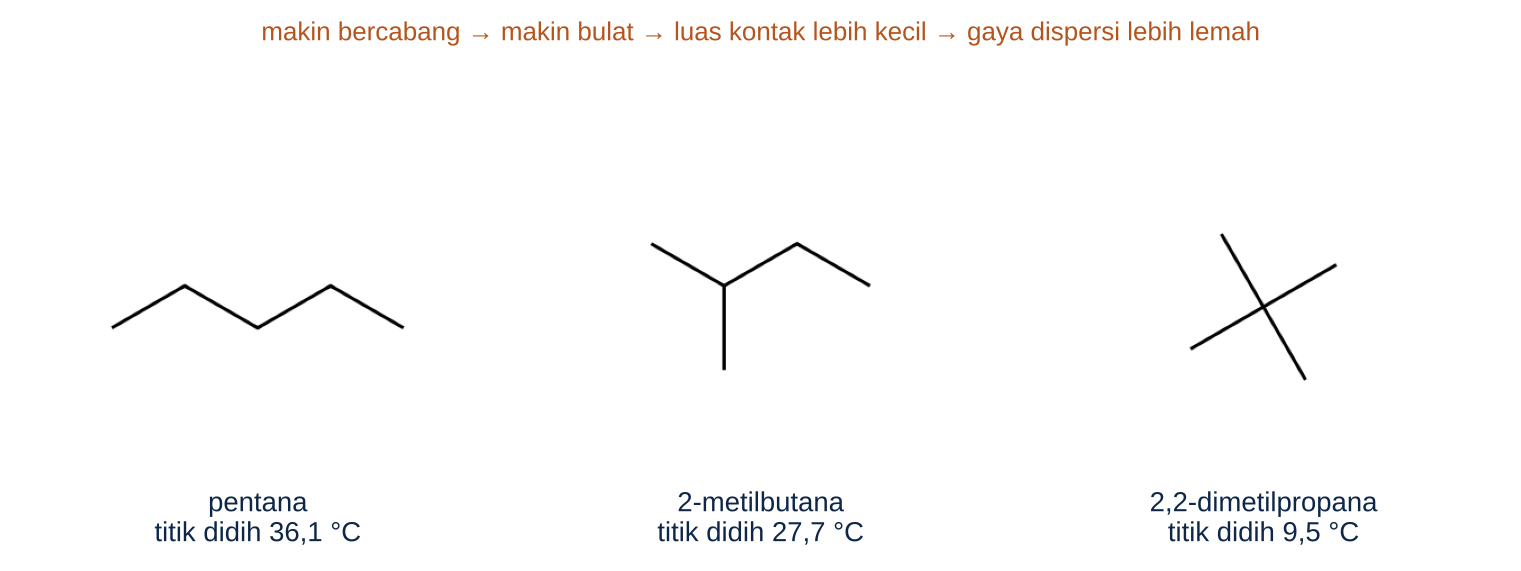 makin bercabang → makin bulat → luas kontak lebih kecil → gaya dispersi lebih lemah
pentana
titik didih 36,1 °C
2-metilbutana
titik didih 27,7 °C
2,2-dimetilpropana
titik didih 9,5 °C